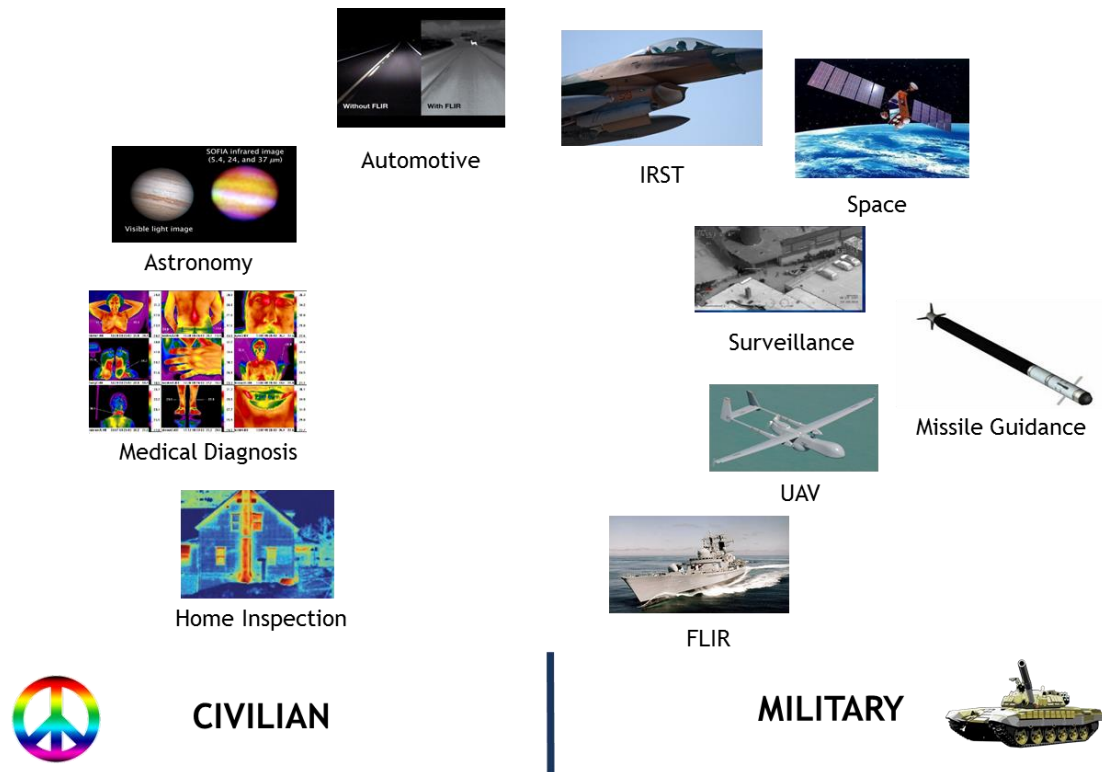 Without FLIR
With FLIR
Automotive
IRST
Space
SOFIA infrared image
(5.4, 24, and 37 µm)
Visible light image
Astronomy
Surveillance
Missile Guidance
Medical Diagnosis
UAV
Home Inspection
FLIR
CIVILIAN
MILITARY